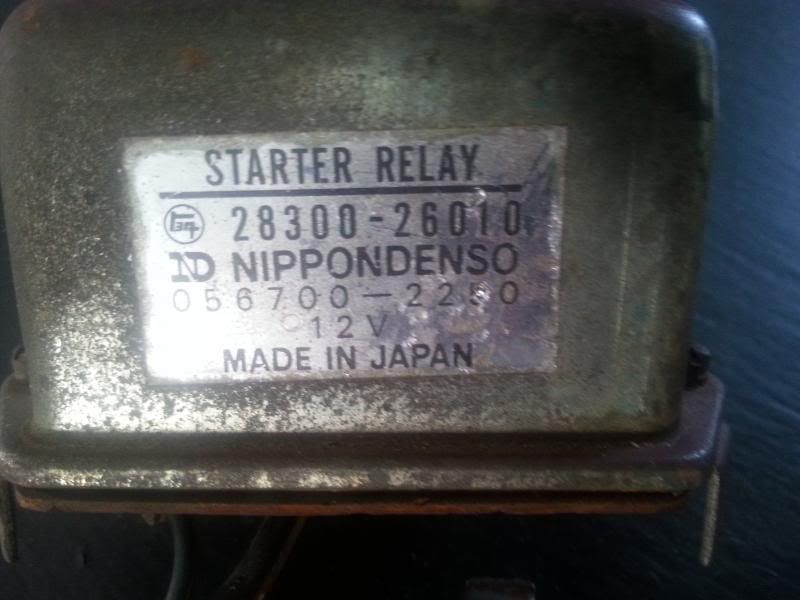 STARTER RELAY
28300-26010
ND NIPPONDENSO
056700-2250
12V
MADE IN JAPAN